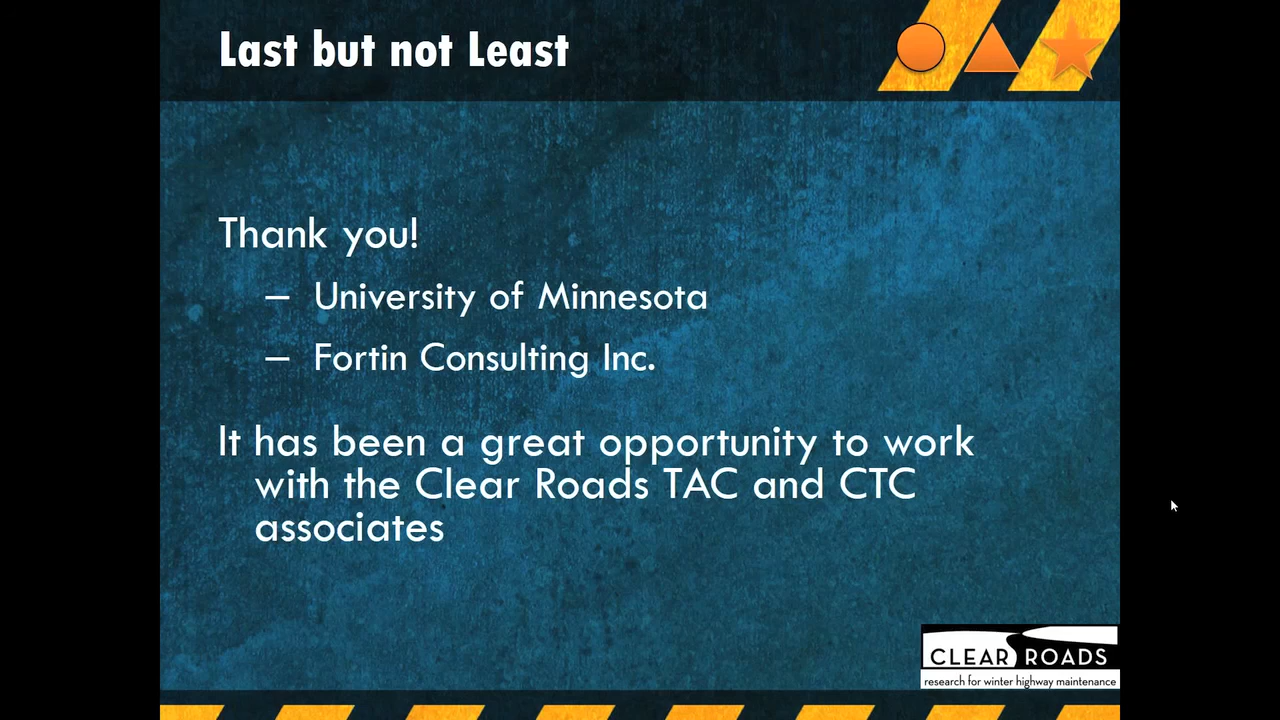 Last but not Least
Thank you!
– University of Minnesota
– Fortin Consulting Inc.
It has been a great opportunity to work
with the Clear Roads TAC and CTC
associates
CLEAR ROADS
research for winter highway maintenance